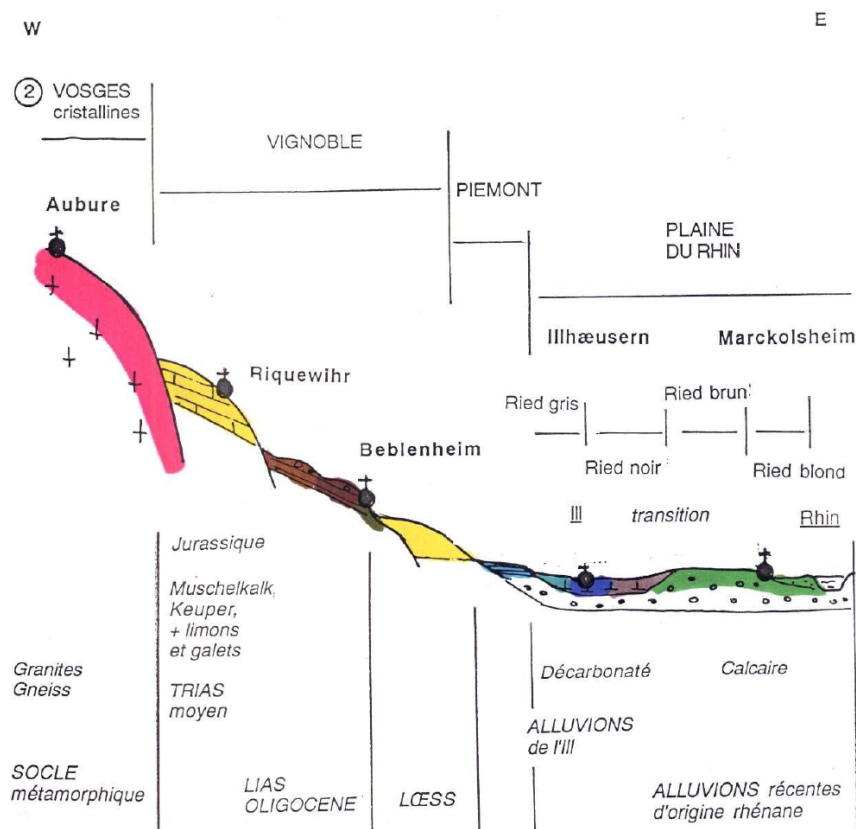 W
E
② VOSGES
cristallines
VIGNOBLE
PIEMONT
PLAINE
DU RHIN
Aubure
Illhæusern
Marckolsheim
Riquewihr
Ried gris
Ried brun
Beblenheim
Ried noir
Ried blond
Ill
transition
Rhin
Jurassique
Muschelkalk,
Keuper,
+ limons
et galets
Granites
Gneiss
TRIAS
moyen
Décarbonaté
Calcaire
ALLUVIONS
de l'Ill
SOCLE
métamorphique
LIAS
OLIGOCENE
LŒSS
ALLUVIONS récentes
d'origine rhénane